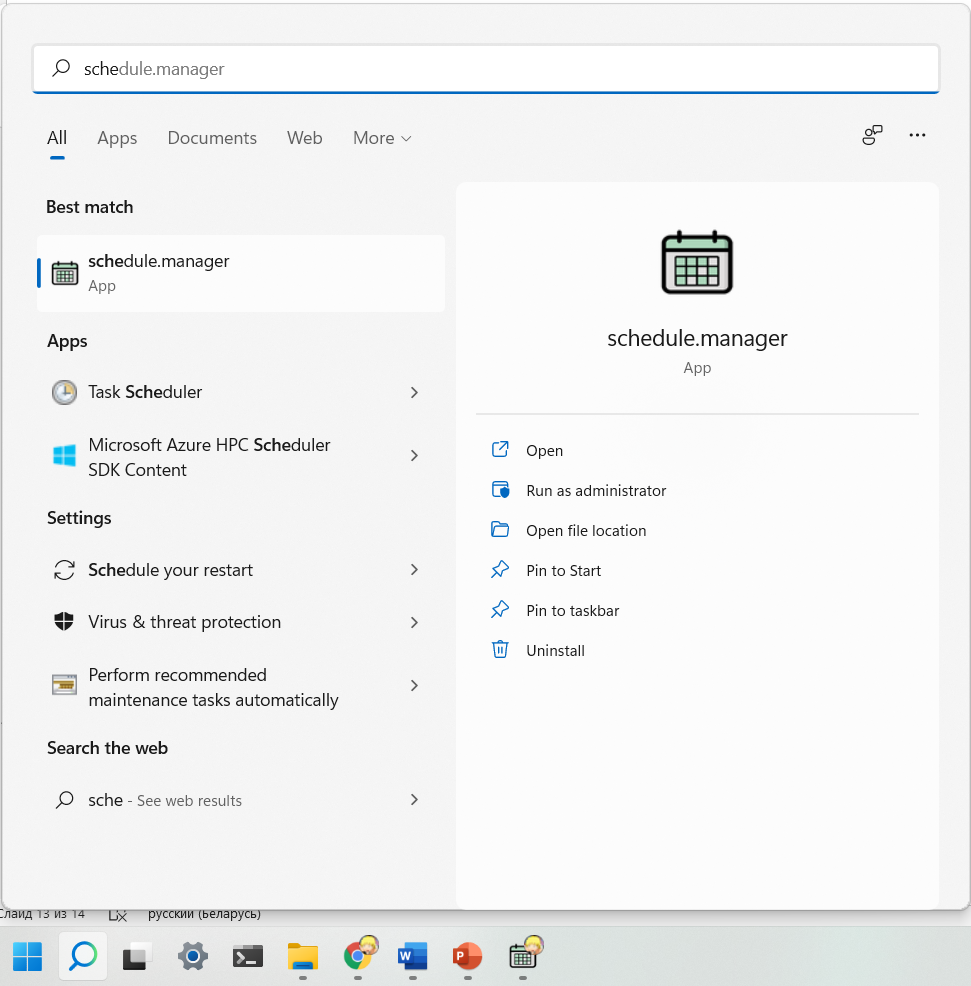 schedule.manager
All Apps Documents Web More
Best match
schedule.manager
App
Apps
Task Scheduler
Microsoft Azure HPC Scheduler
SDK Content
Settings
Schedule your restart
Virus & threat protection
Perform recommended
maintenance tasks automatically
Search the web
sche - See web results
schedule.manager
App
Open
Run as administrator
Open file location
Pin to Start
Pin to taskbar
Uninstall
Слайд 13 из 14 русский (Беларусь)
W P